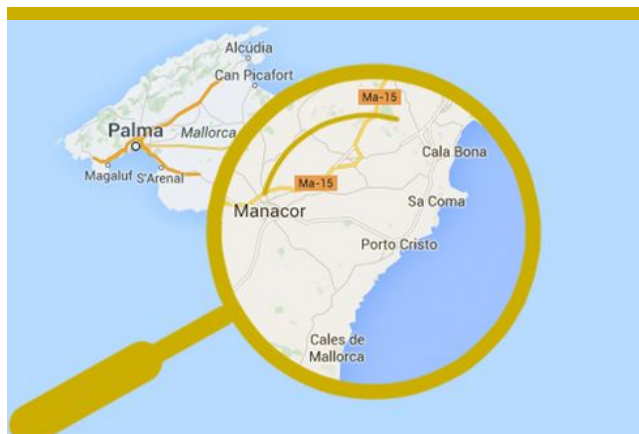 Alcúdia
Can Picafort
Ma-15
Palma
Mallorca
Cala Bona
Magaluf
S'Arenal
Ma-15
Manacor
Sa Coma
Porto Cristo
Cales de
Mallorca